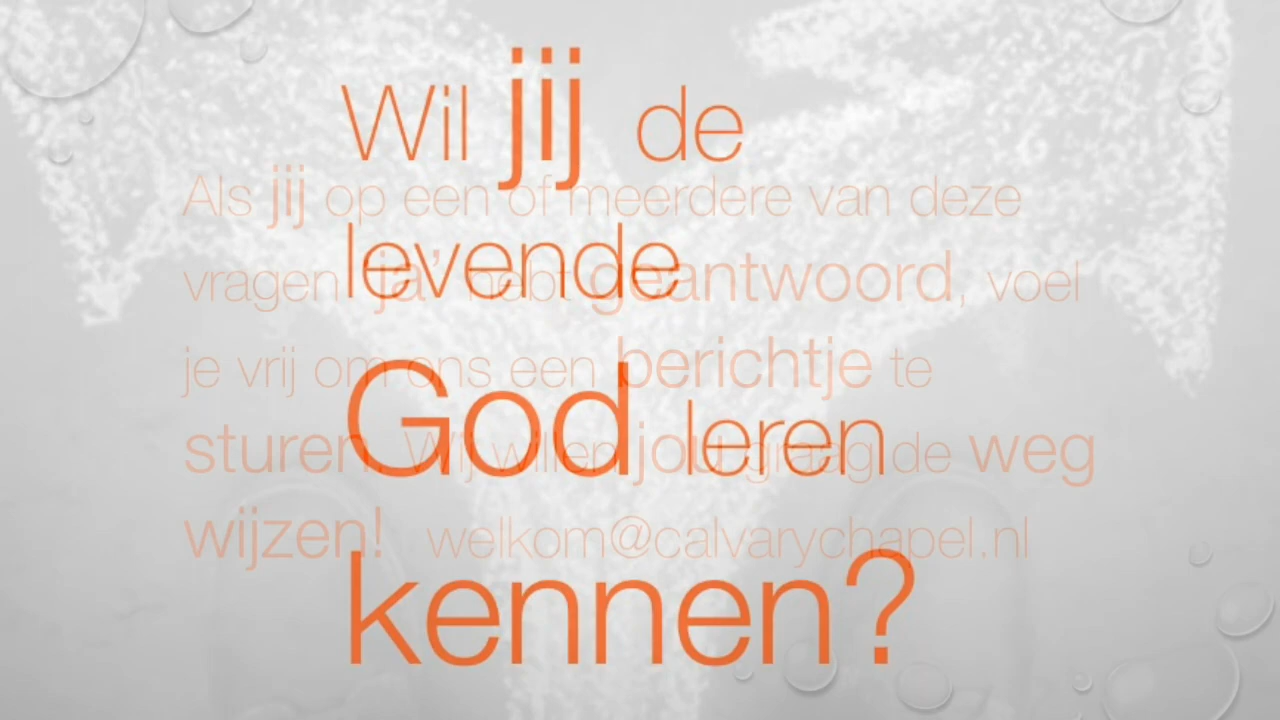 Wil jij de
levende
God leren
kennen?
Als jij op een of meerdere van deze
vragen 'ja' hebt geantwoord, voel
je vrij om ons een berichtje te
sturen. Wij willen jou graag de weg
wijzen! welkom@calvarychapel.nl